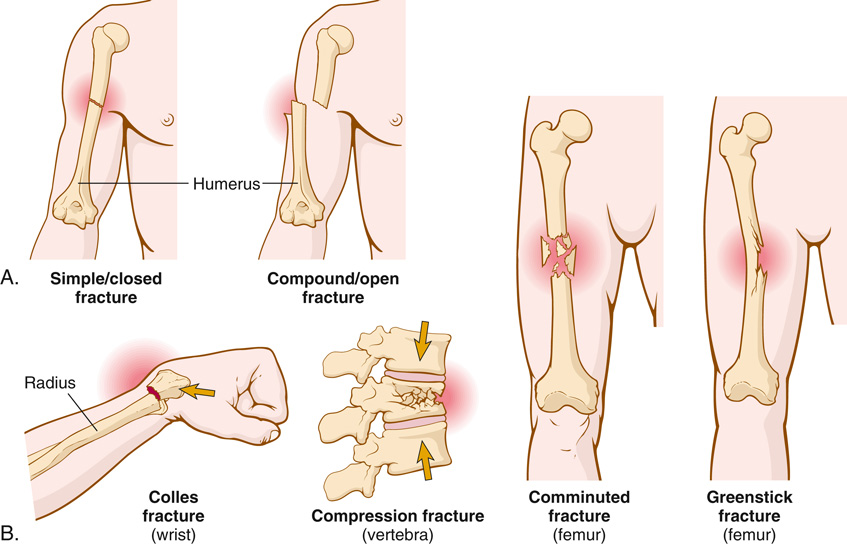 Humerus
A.
Simple/closed
fracture
Compound/open
fracture
Radius
B.
Colles
fracture
(wrist)
Compression fracture
(vertebra)
Comminuted
fracture
(femur)
Greenstick
fracture
(femur)